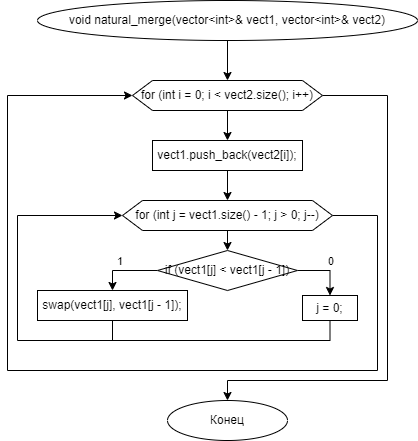 void natural_merge(vector<int>& vect1, vector<int>& vect2)
for (int i = 0; i < vect2.size(); i++)
vect1.push_back(vect2[i]);
for (int j = vect1.size() - 1; j > 0; j--)
1
if (vect1[j] < vect1[j - 1])
0
swap(vect1[j], vect1[j - 1]);
j = 0;
Конец